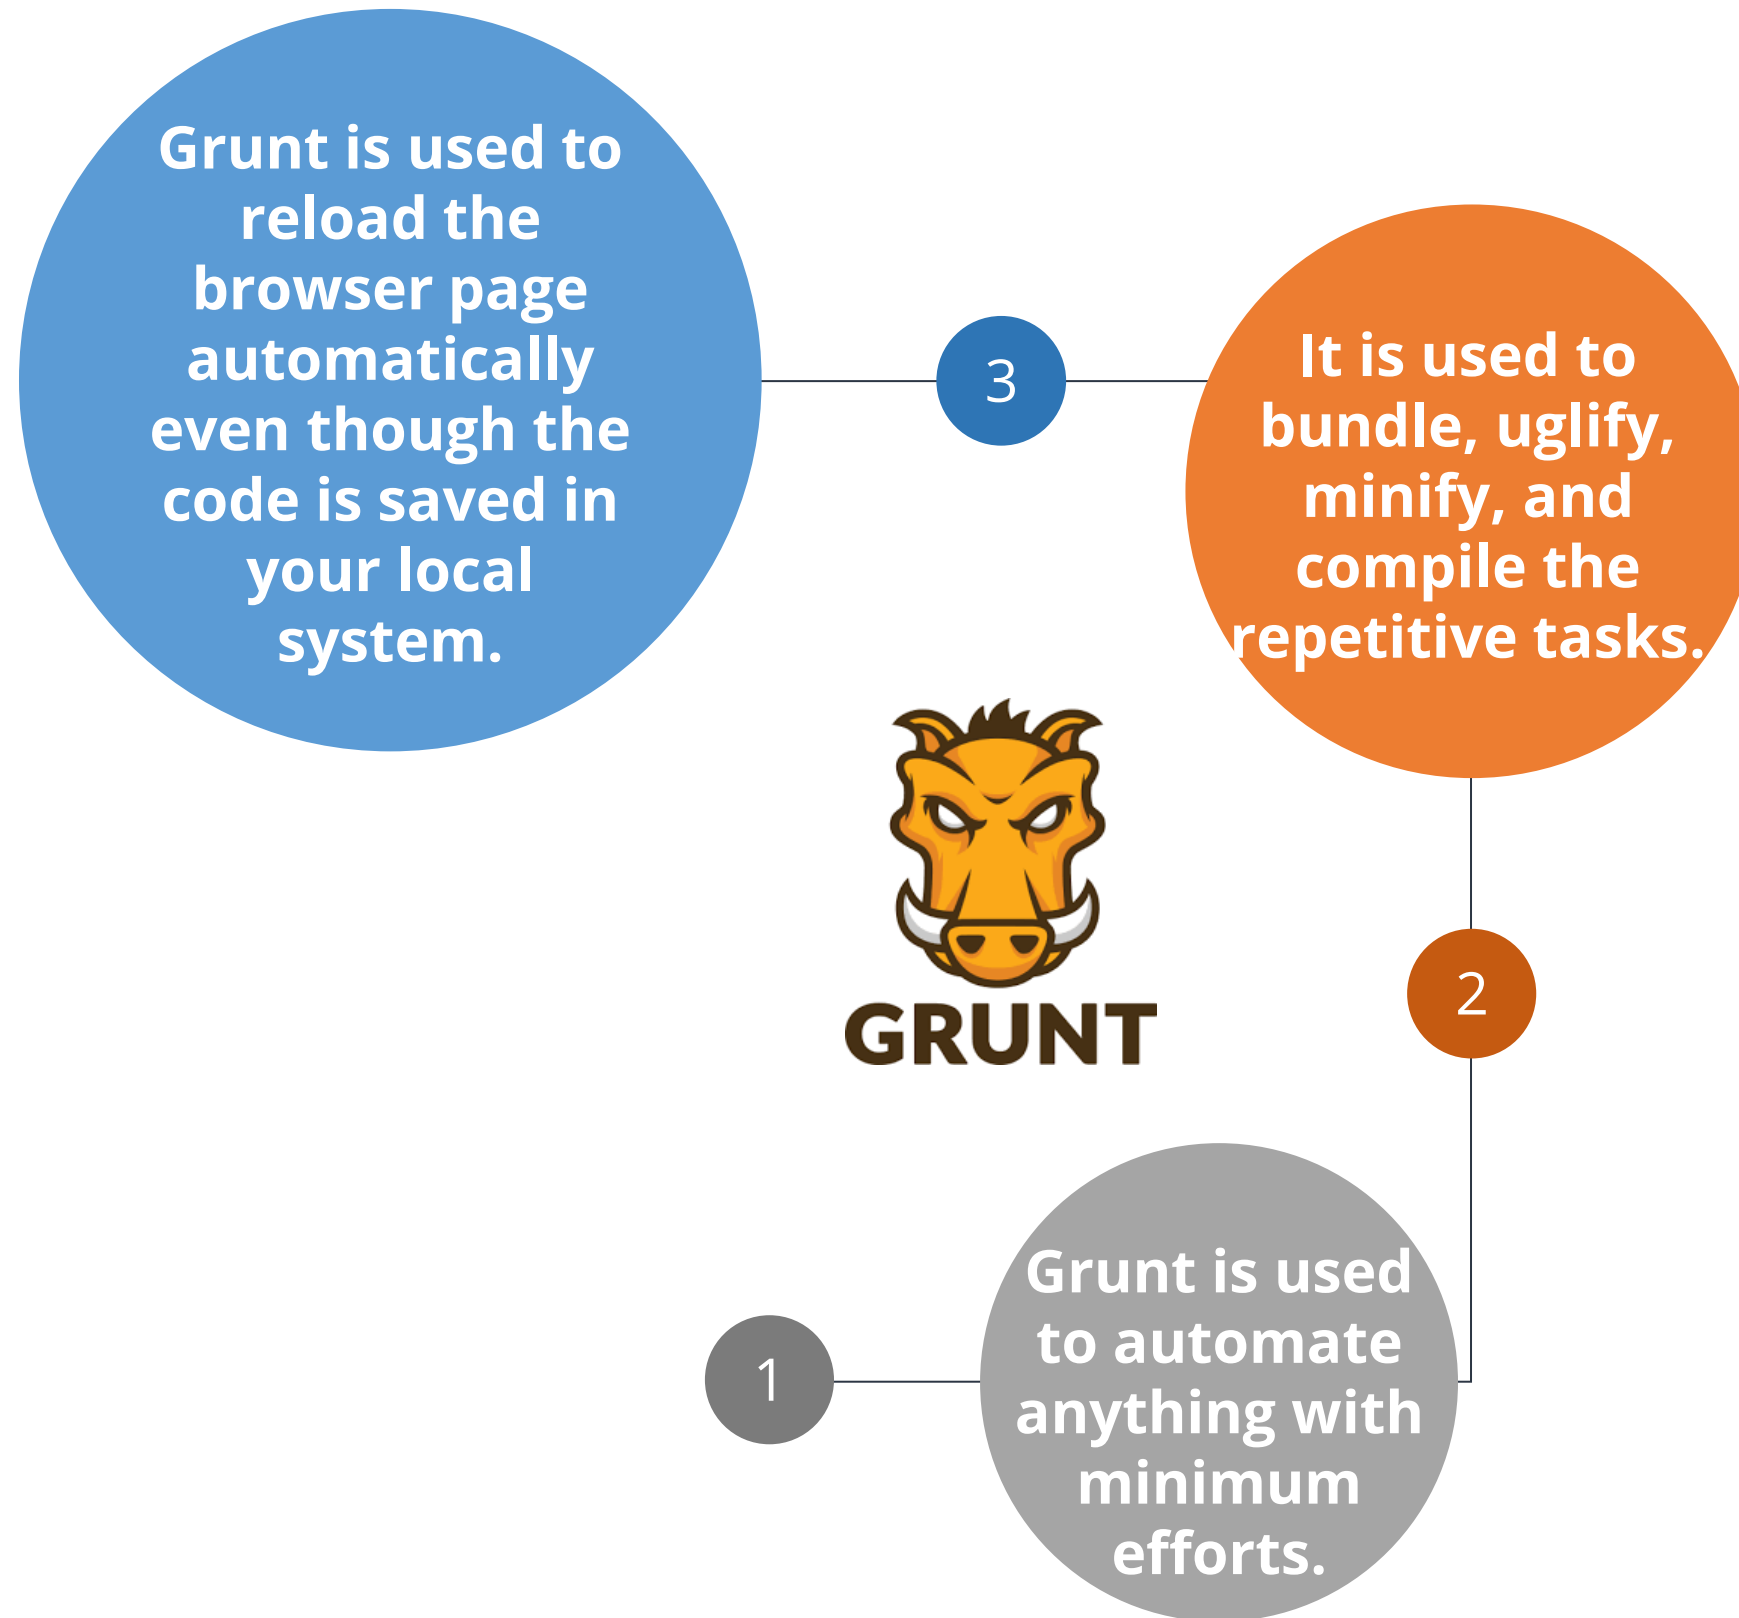 Grunt is used to
reload the
browser page
automatically
even though the
code is saved in
your local
system.
3
It is used to
bundle, uglify,
minify, and
compile the
repetitive tasks.
GRUNT
2
1
Grunt is used
to automate
anything with
minimum
efforts.